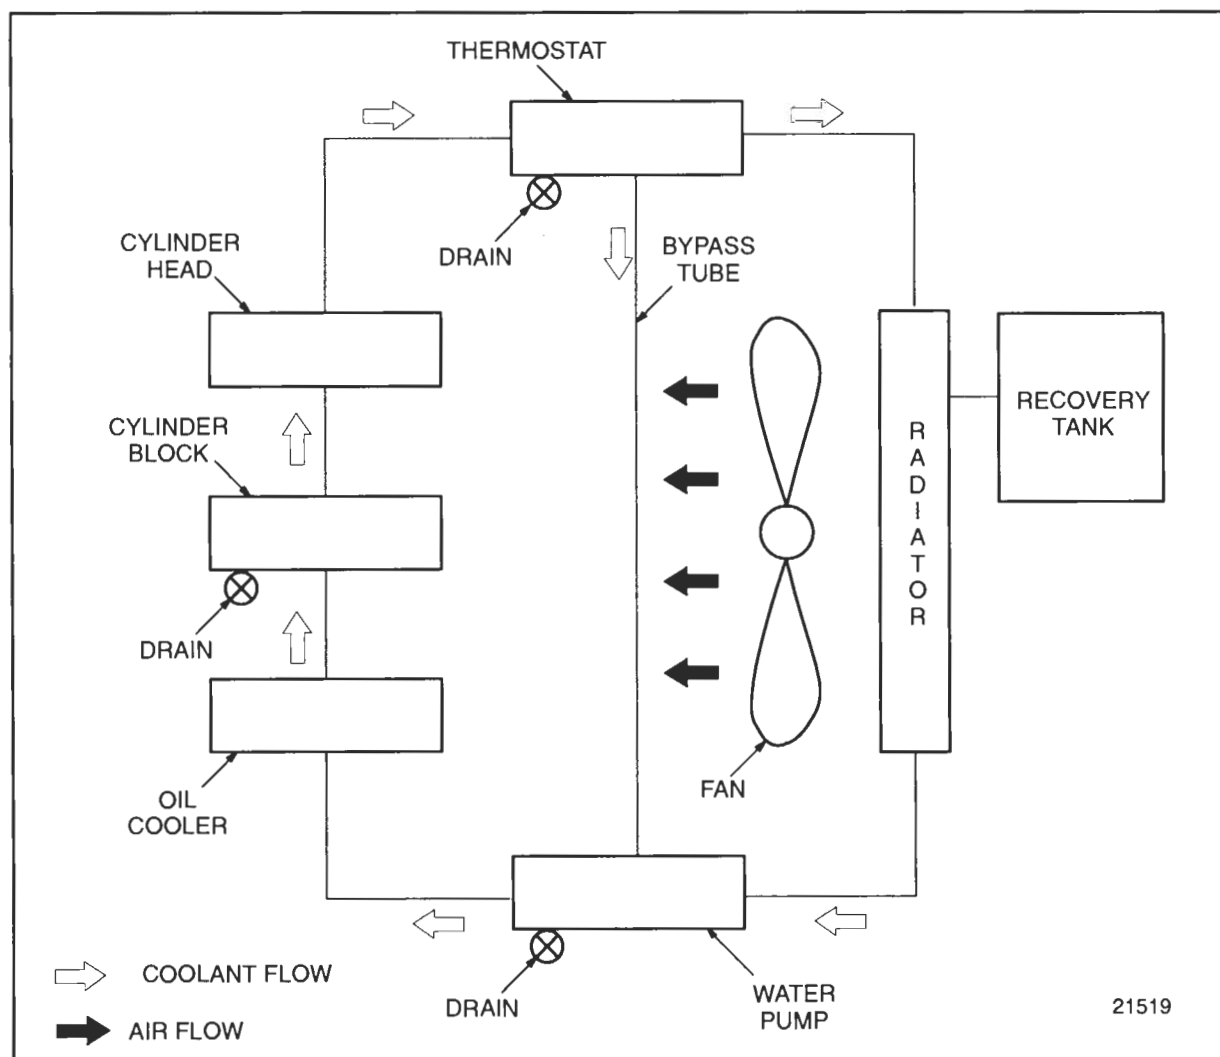 THERMOSTAT
DRAIN
BYPASS
TUBE
CYLINDER
HEAD
CYLINDER
BLOCK
DRAIN
OIL
COOLER
RADIATOR
RECOVERY
TANK
FAN
DRAIN
WATER
PUMP
COOLANT FLOW
AIR FLOW
21519